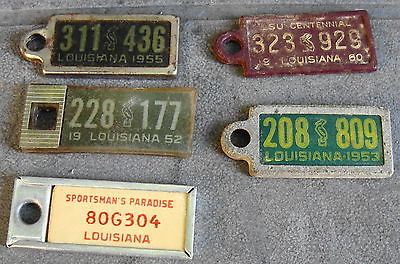 311 436
LOUISIANA 1955
LSU CENTENNIAL
323 929
19 LOUISIANA 60
228 177
19 LOUISIANA 52
208 809
LOUISIANA-1953
SPORTSMAN'S PARADISE
80G304
LOUISIANA